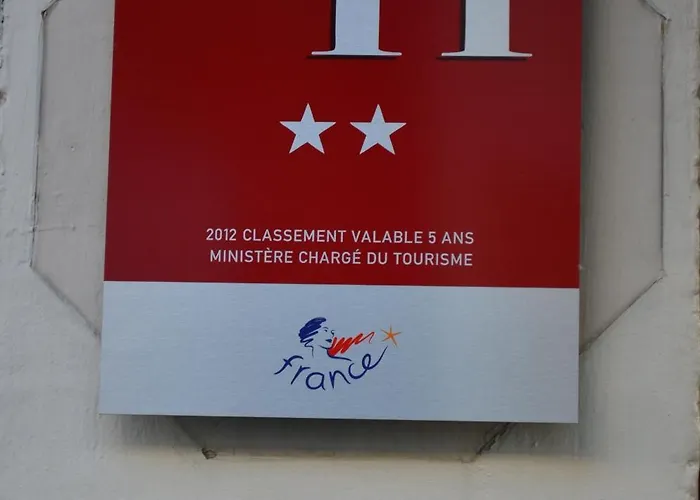 H
2012 CLASSEMENT VALABLE 5 ANS
MINISTÈRE CHARGÉ DU TOURISME
france